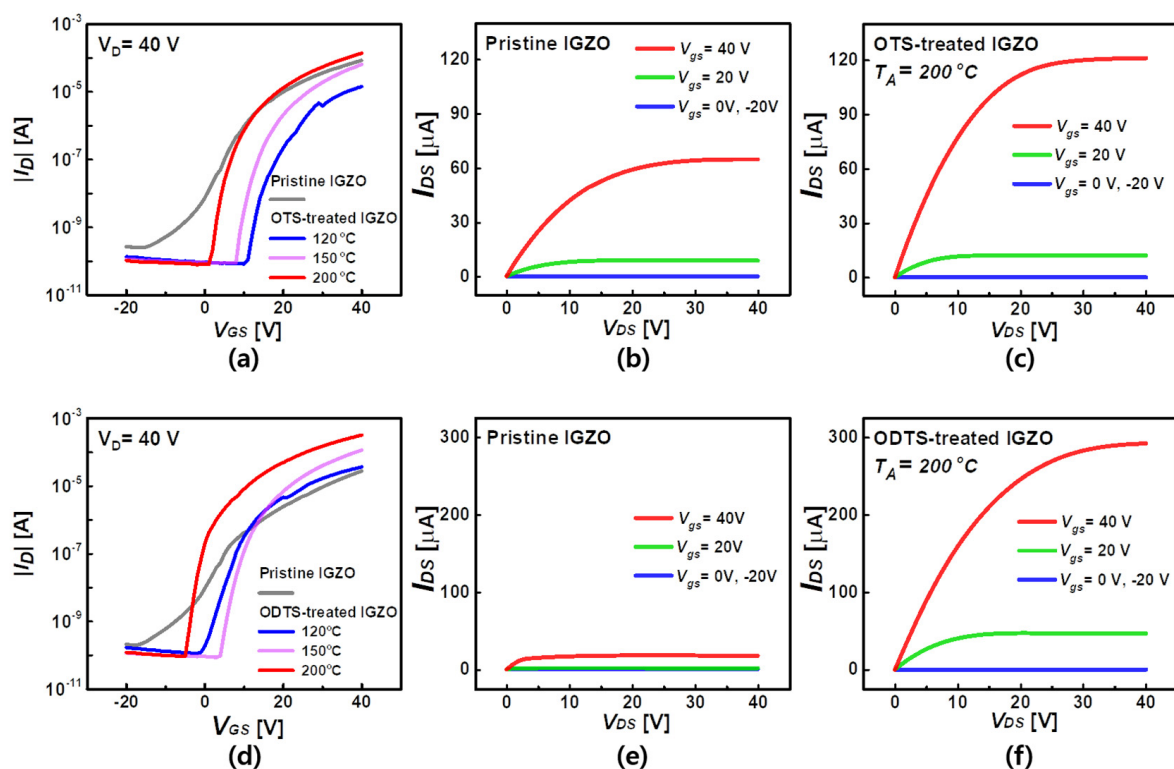 V_D= 40 V
10^-3
10^-5
10^-7
10^-9
10^-11
|I_D| [A]
Pristine IGZO
OTS-treated IGZO
120°C
150°C
200°C
-20 0 20 40
V_GS [V]
(a)
Pristine IGZO
V_gs= 40 V
V_gs= 20 V
V_gs= 0V, -20V
120
90
60
30
0
I_DS [µA]
0 10 20 30 40
V_DS [V]
(b)
OTS-treated IGZO
T_A = 200 °C
V_gs= 40 V
V_gs= 20 V
V_gs= 0 V, -20 V
120
90
60
30
0
I_DS [µA]
0 10 20 30 40
V_DS [V]
(c)
V_D= 40 V
10^-3
10^-5
10^-7
10^-9
10^-11
|I_D| [A]
Pristine IGZO
ODTS-treated IGZO
120°C
150°C
200°C
-20 0 20 40
V_GS [V]
(d)
Pristine IGZO
V_gs= 40V
V_gs= 20V
V_gs= 0V, -20V
300
200
100
0
I_DS [µA]
0 10 20 30 40
V_DS [V]
(e)
ODTS-treated IGZO
T_A = 200 °C
V_gs= 40 V
V_gs= 20 V
V_gs= 0 V, -20 V
300
200
100
0
I_DS [µA]
0 10 20 30 40
V_DS [V]
(f)